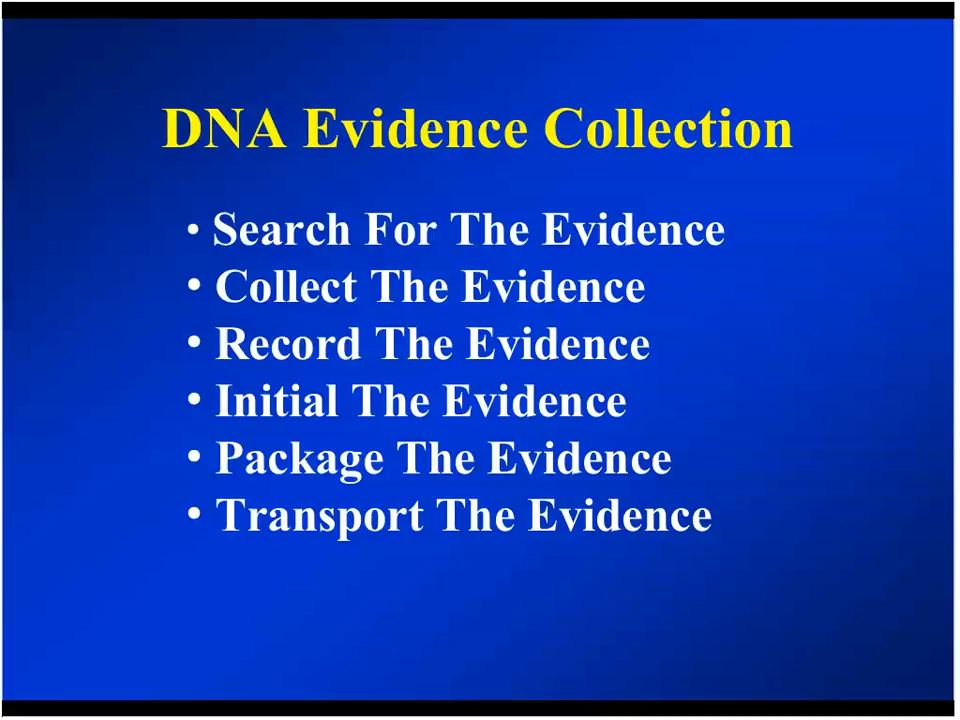 DNA Evidence Collection
• Search For The Evidence
• Collect The Evidence
• Record The Evidence
• Initial The Evidence
• Package The Evidence
• Transport The Evidence